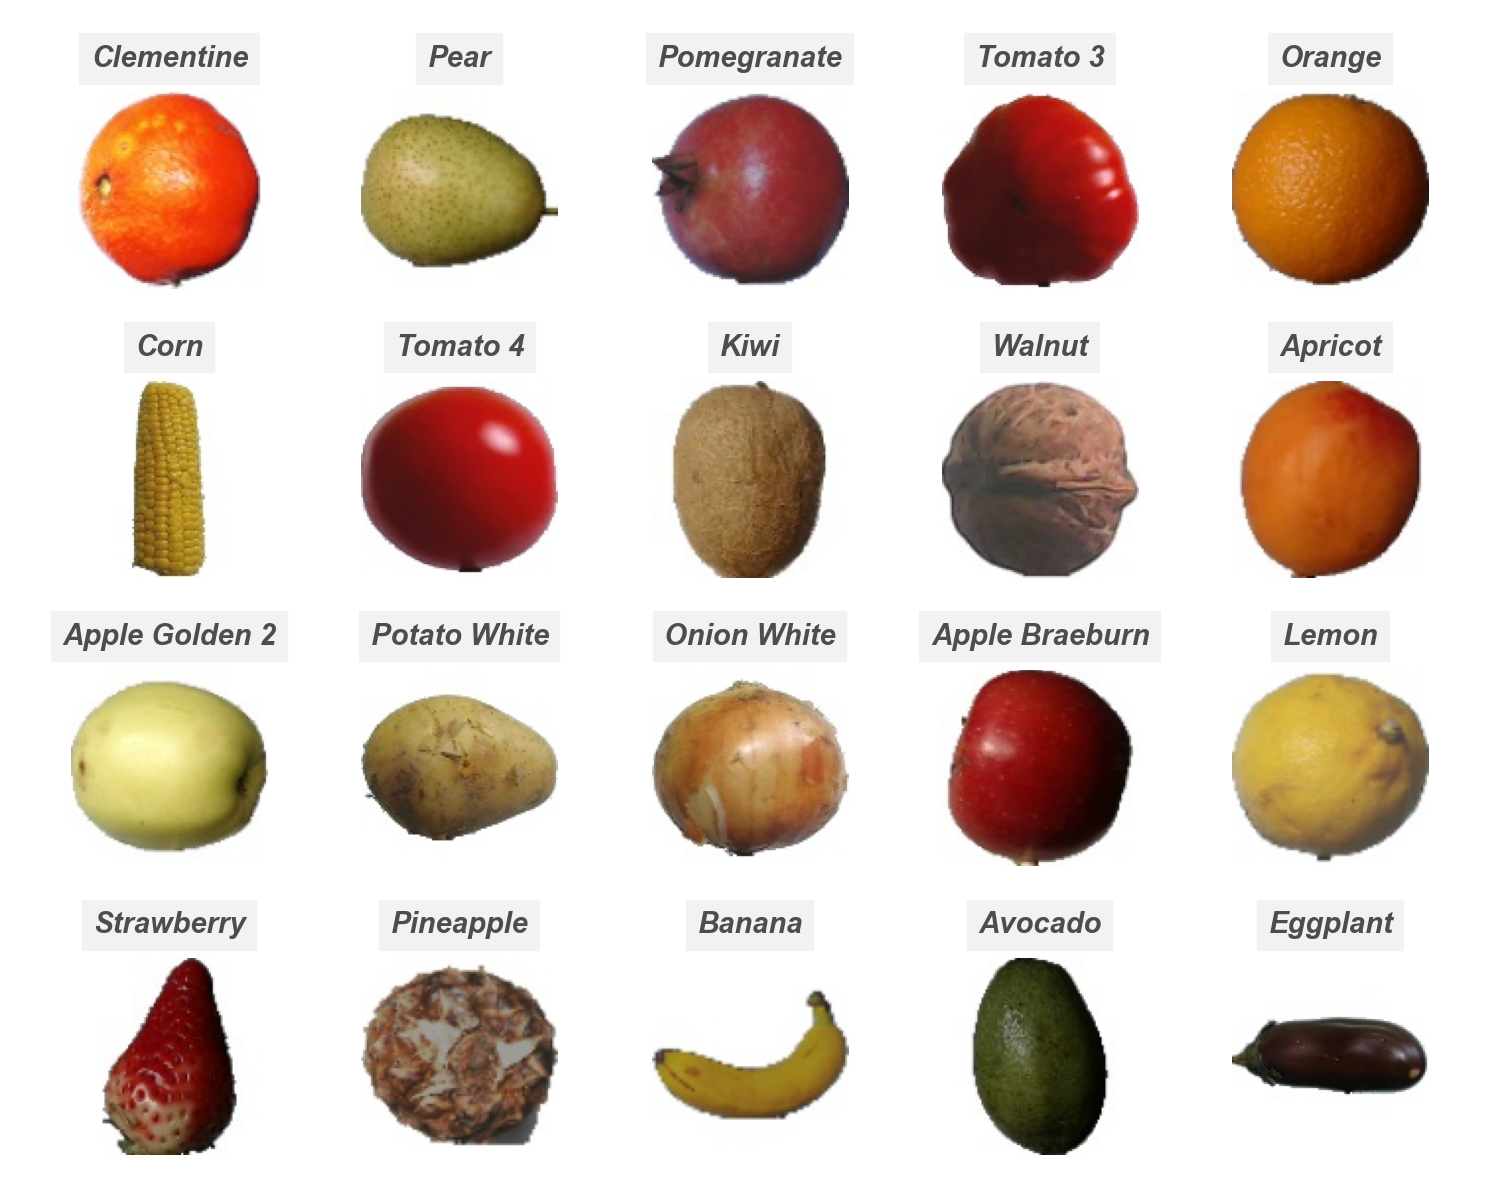 Clementine
Pear
Pomegranate
Tomato 3
Orange
Corn
Tomato 4
Kiwi
Walnut
Apricot
Apple Golden 2
Potato White
Onion White
Apple Braeburn
Lemon
Strawberry
Pineapple
Banana
Avocado
Eggplant